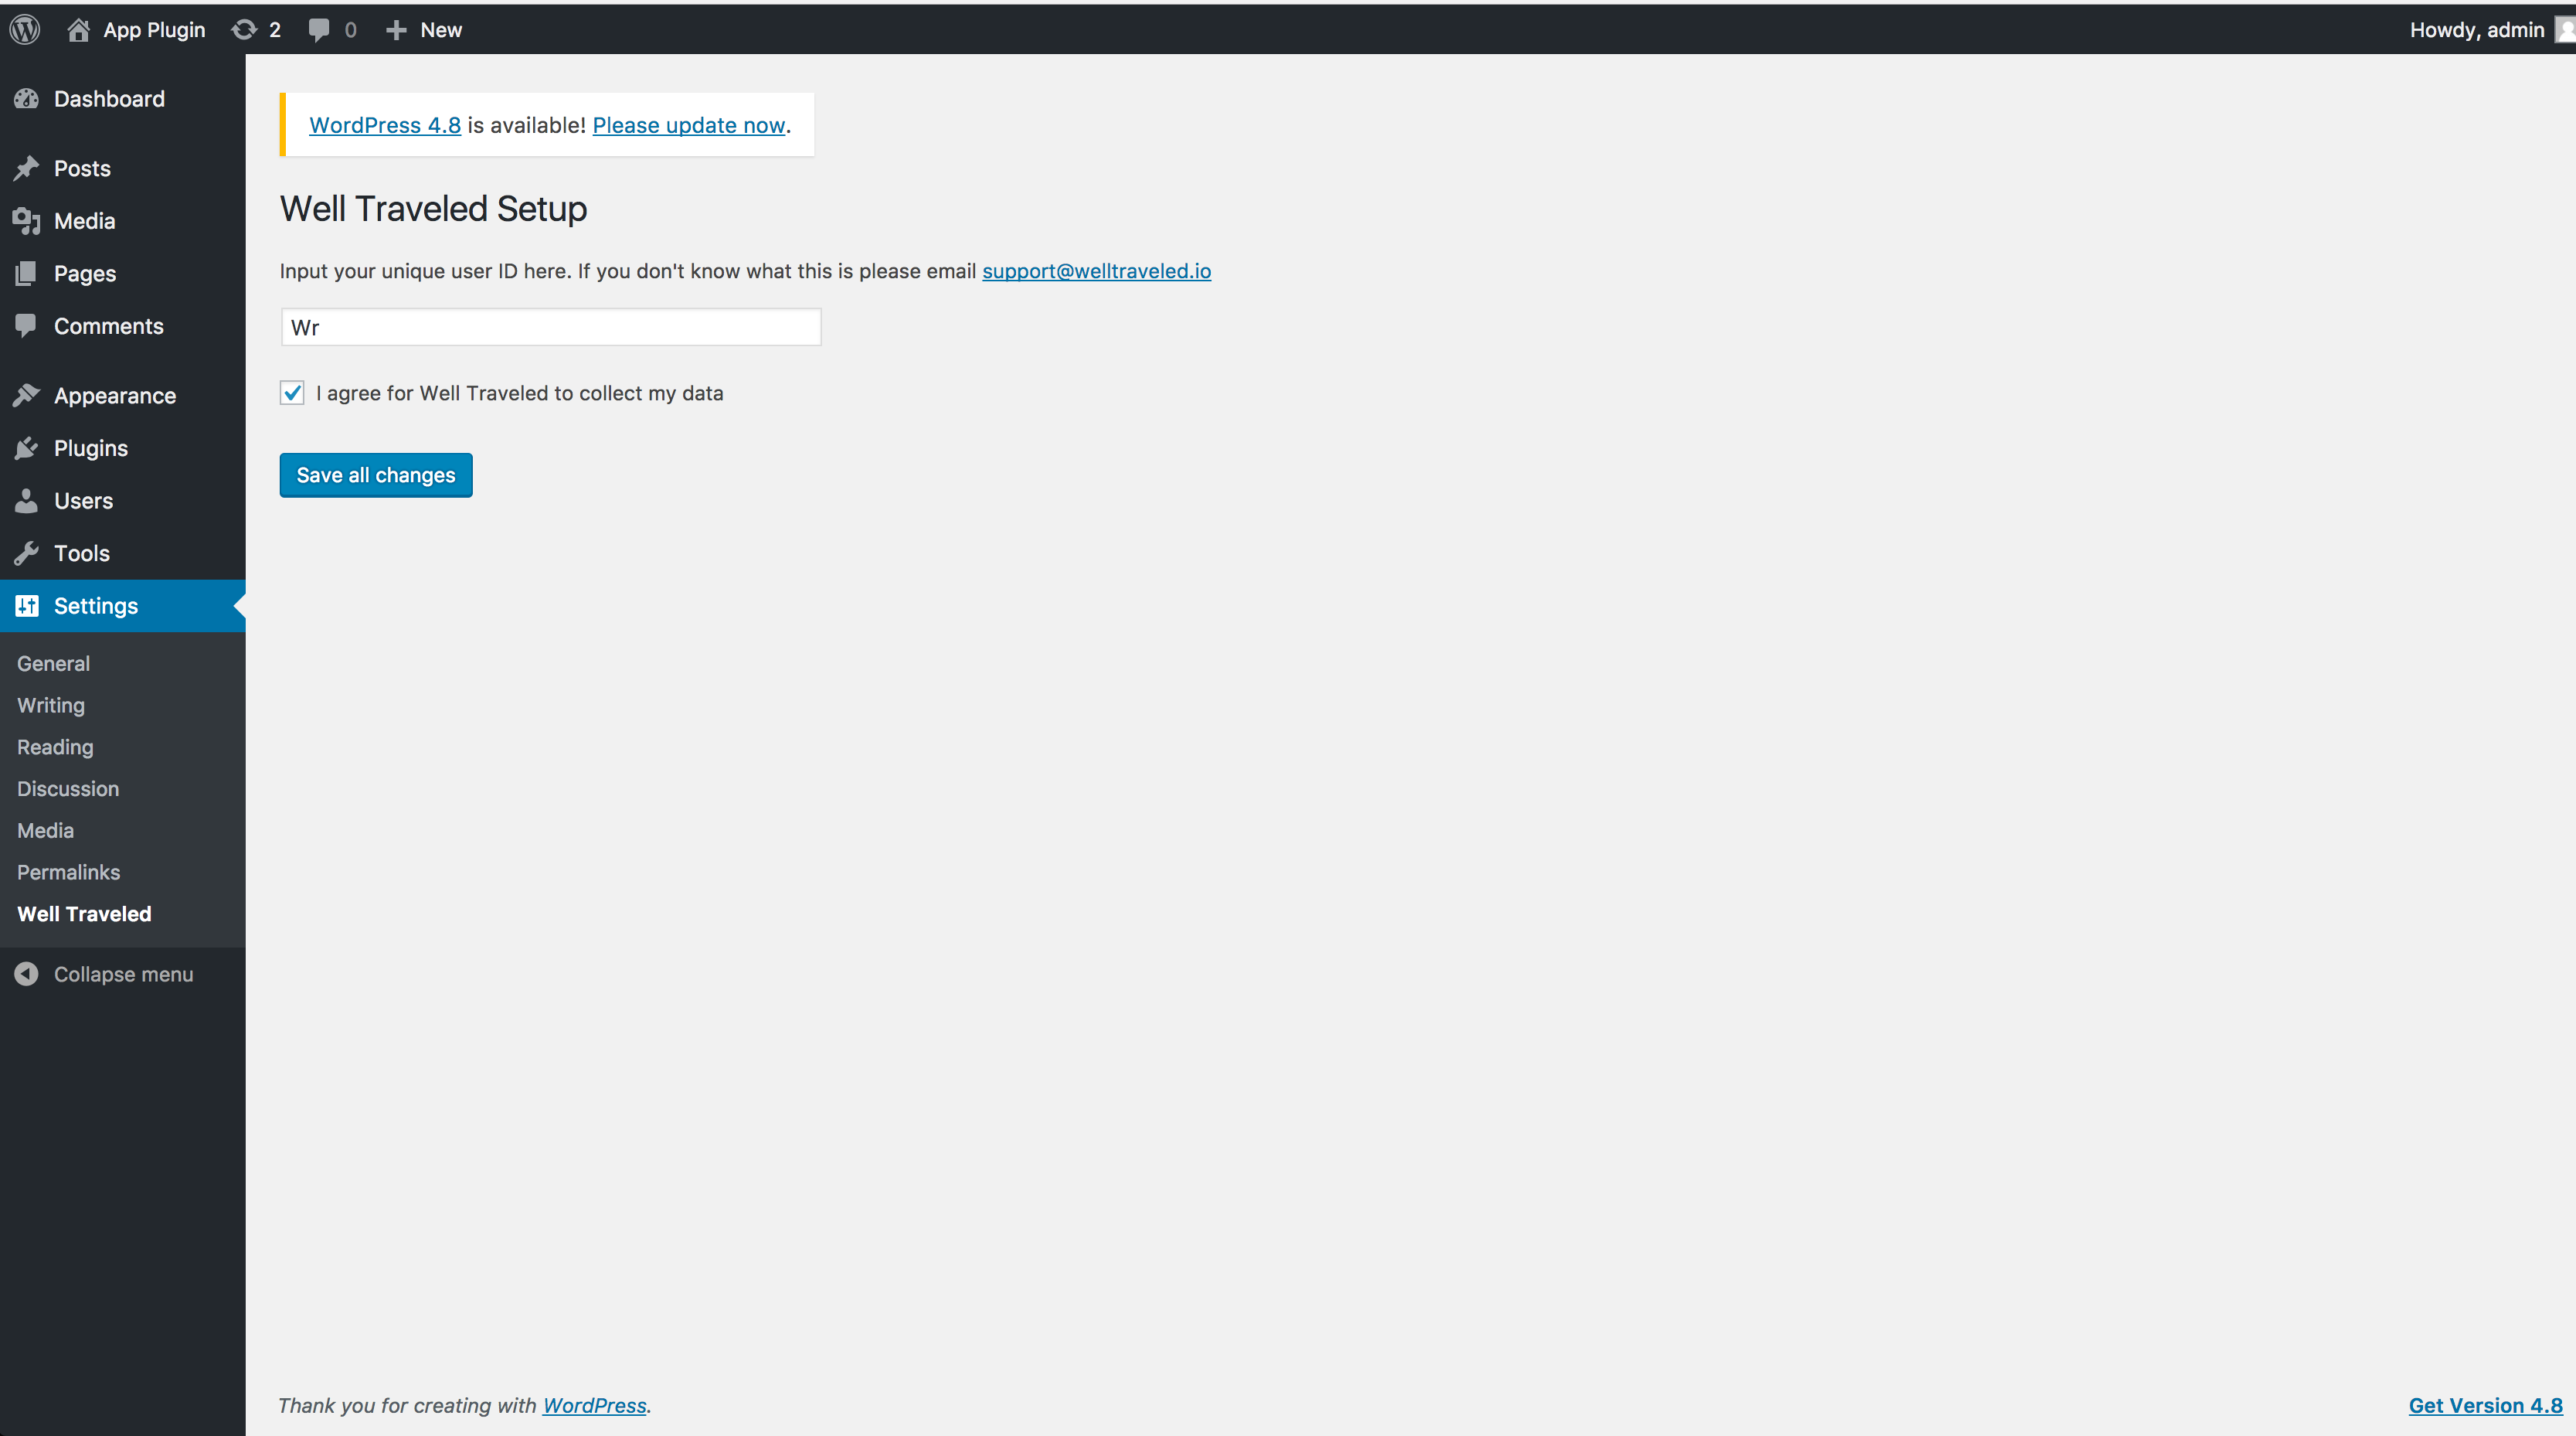 App Plugin 2 0 New Howdy, admin
Dashboard
Posts
Media
Pages
Comments
Appearance
Plugins
Users
Tools
Settings
General
Writing
Reading
Discussion
Media
Permalinks
Well Traveled
Collapse menu
WordPress 4.8 is available! Please update now.
Well Traveled Setup
Input your unique user ID here. If you don't know what this is please email support@welltraveled.io
Wr
I agree for Well Traveled to collect my data
Save all changes
Thank you for creating with WordPress.
Get Version 4.8